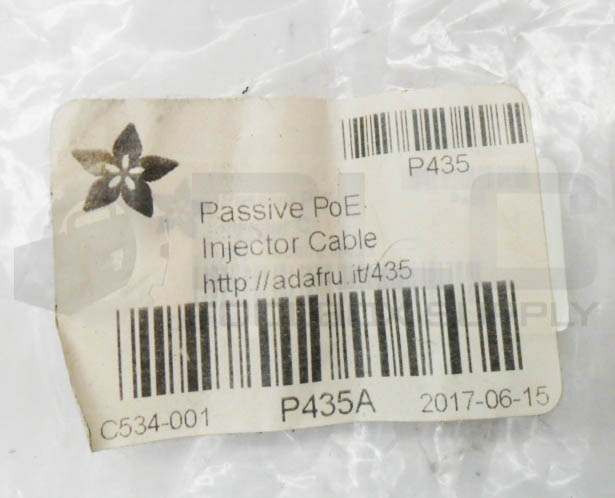 P435
Passive PoE
Injector Cable
http://adafru.it/435
C534-001
P435A
2017-06-15